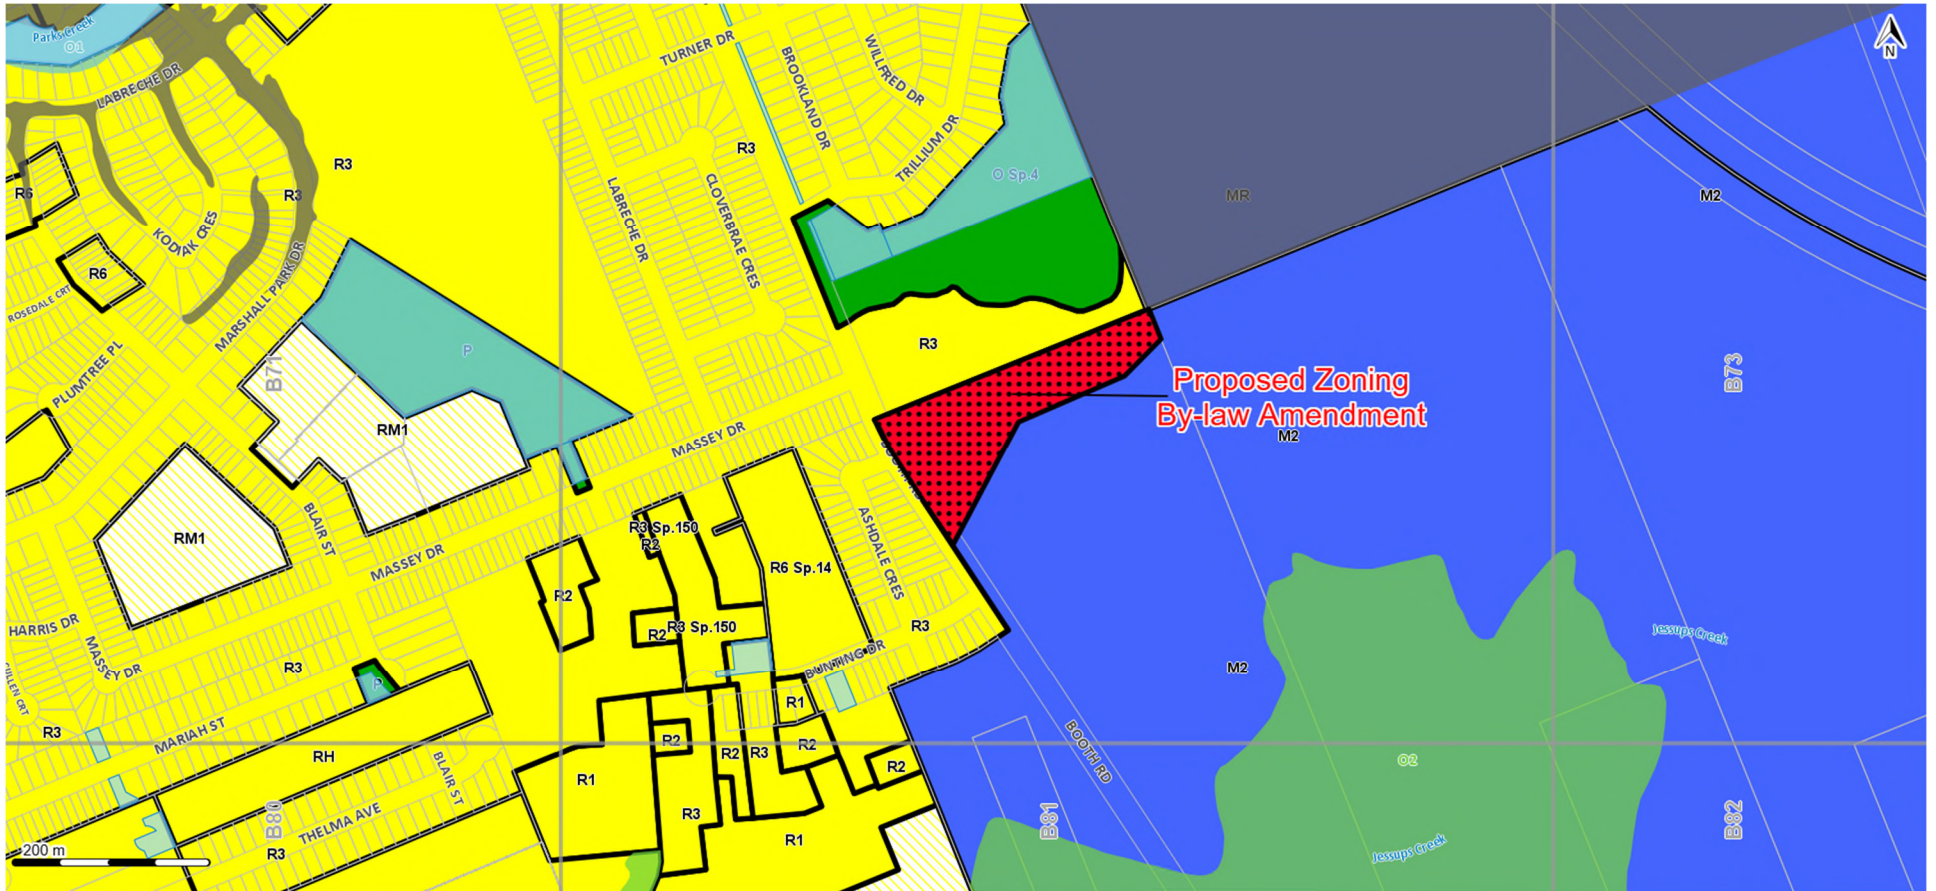 Parks Creek
O1
N
LABRECHE DR
TURNER DR
BROOKLAND DR
WILFRED DR
TRILLIUM DR
R3
R3
R3
R6
R6
LABRECHE DR
CLOVERBRAE CRES
O Sp.4
MR
M2
KODIAK CRES
ROSEDALE CRT
MARSHALL PARK DR
PLUMTREE PL
B71
P
R3
Proposed Zoning
By-law Amendment
M2
B73
RM1
MASSEY DR
RM1
BLAIR ST
MASSEY DR
R3 Sp.150
R2
R6 Sp.14
ASHDALE CRES
R2
R2
R3 Sp.150
R3
HARRIS DR
MASSEY DR
R3
P
BUNTING DR
M2
Jessups Creek
R1
R3
MARIAH ST
RH
BLAIR ST
R2
R2
R3
R2
R2
BOOTH RD
O2
R1
R3
R1
B80
THELMA AVE
R3
B81
B82
Jessups Creek
200 m